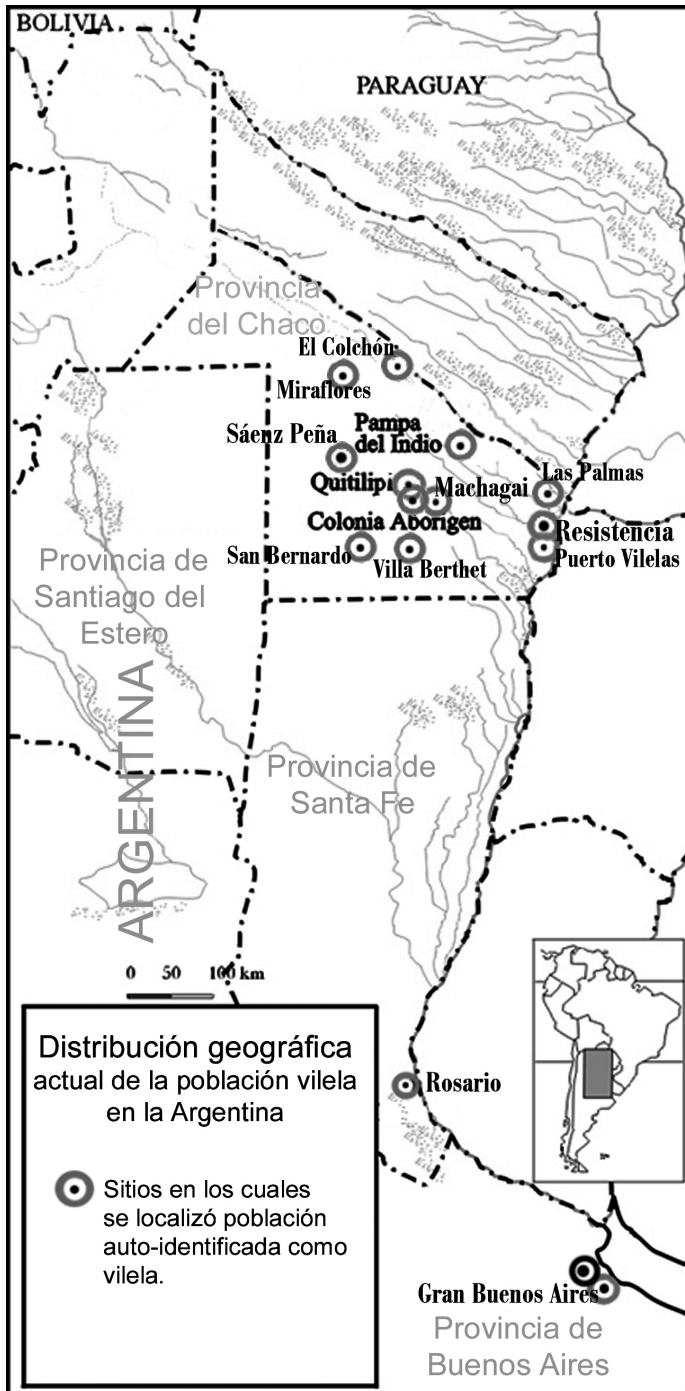 BOLIVIA
PARAGUAY
Provincia
del Chaco
El Colchón
Miraflores
Sáenz Peña
Pampa
del Indio
Las Palmas
Quitilipi
Machagai
Colonia Aborigen
Resistencia
San Bernardo
Villa Berthet
Puerto Vilelas
Provincia de
Santiago del
Estero
ARGENTINA
Provincia de
Santa Fe
0 50 100 km
Distribución geográfica
actual de la población vilela
en la Argentina
Sitios en los cuales
se localizó población
auto-identificada como
vilela.
Rosario
Gran Buenos Aires
Provincia de
Buenos Aires